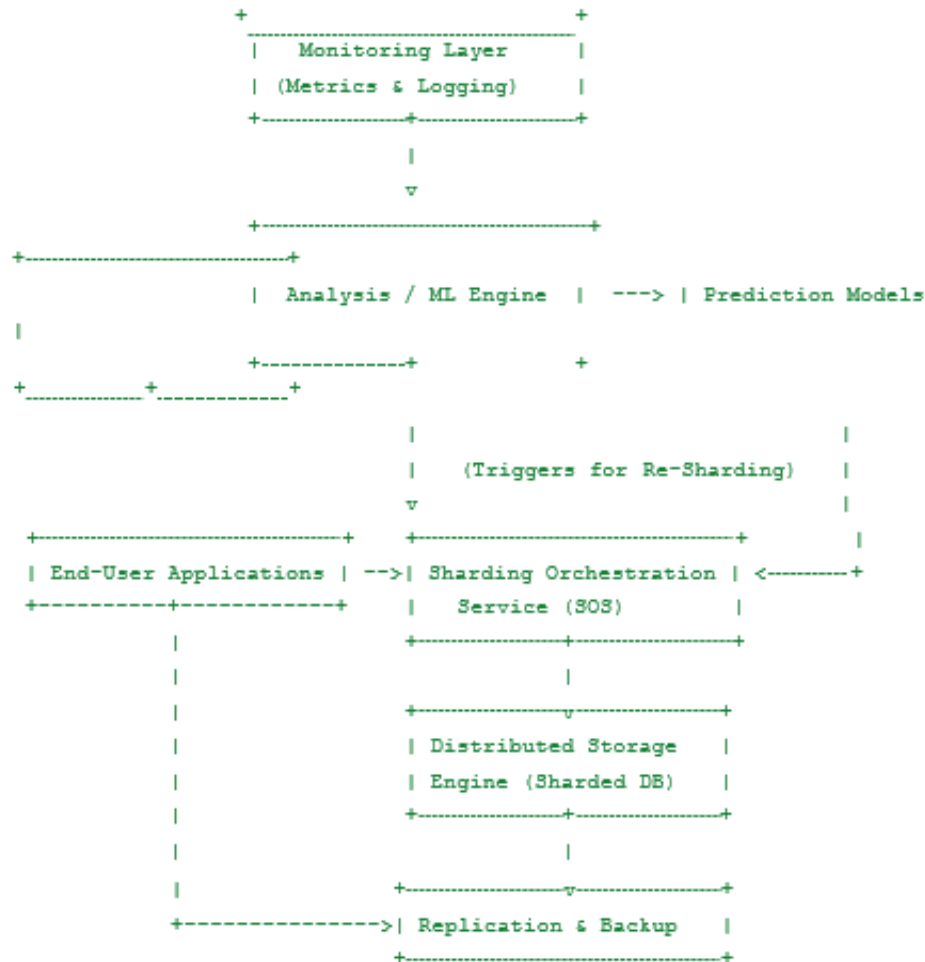 Monitoring Layer
(Metrics & Logging)
Analysis / ML Engine ---> Prediction Models
(Triggers for Re-Sharding)
End-User Applications --> Sharding Orchestration <----------+
Service (SOS)
Distributed Storage
Engine (Sharded DB)
Replication & Backup